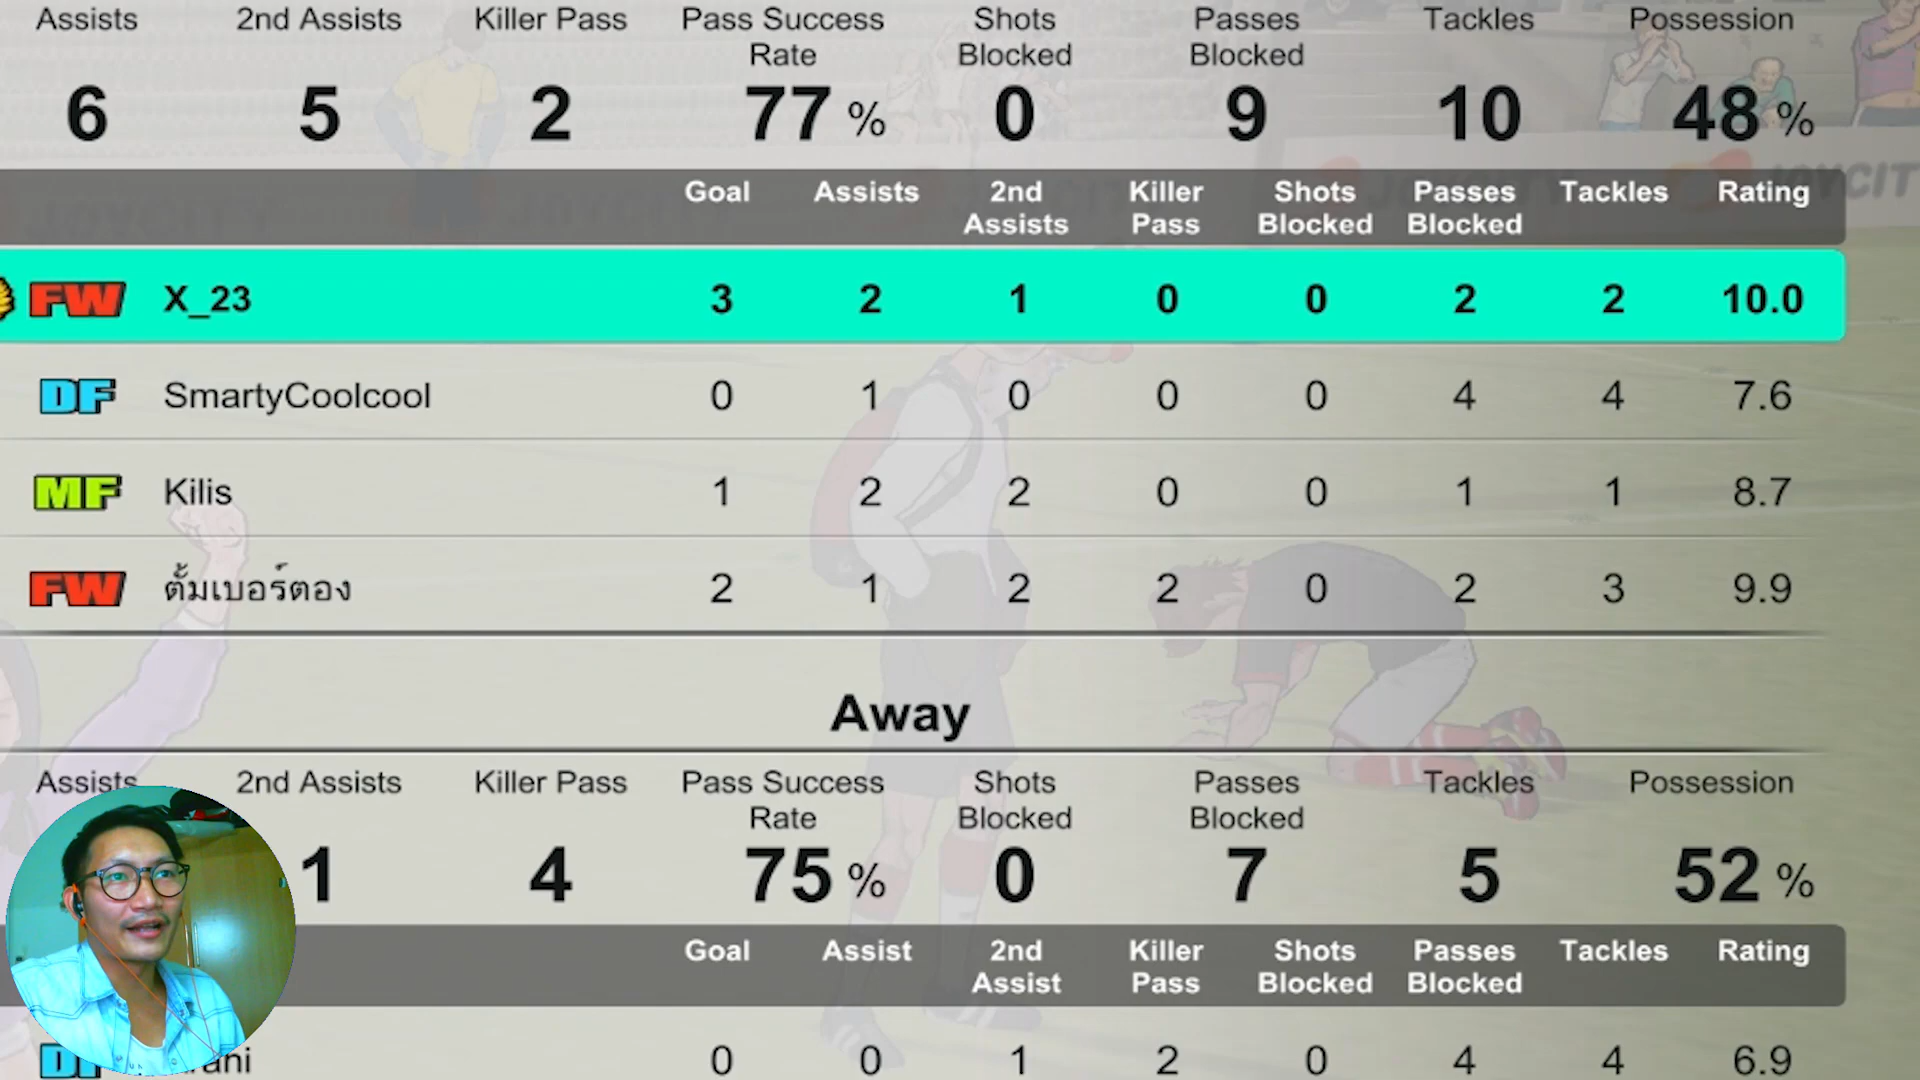 Assists 2nd Assists Killer Pass Pass Success Rate Shots Blocked Passes Blocked Tackles Possession
6 5 2 77 % 0 9 10 48 %
Goal Assists 2nd Assists Killer Pass Shots Blocked Passes Blocked Tackles Rating
FW X_23 3 2 1 0 0 2 2 10.0
DF SmartyCoolcool 0 1 0 0 0 4 4 7.6
MF Kilis 1 2 2 0 0 1 1 8.7
FW ตั้มเบอร์ตอง 2 1 2 2 0 2 3 9.9
Away
Assists 2nd Assists Killer Pass Pass Success Rate Shots Blocked Passes Blocked Tackles Possession
1 4 75 % 0 7 5 52 %
Goal Assist 2nd Assist Killer Pass Shots Blocked Passes Blocked Tackles Rating
0 0 1 2 0 4 4 6.9
JOYCITY